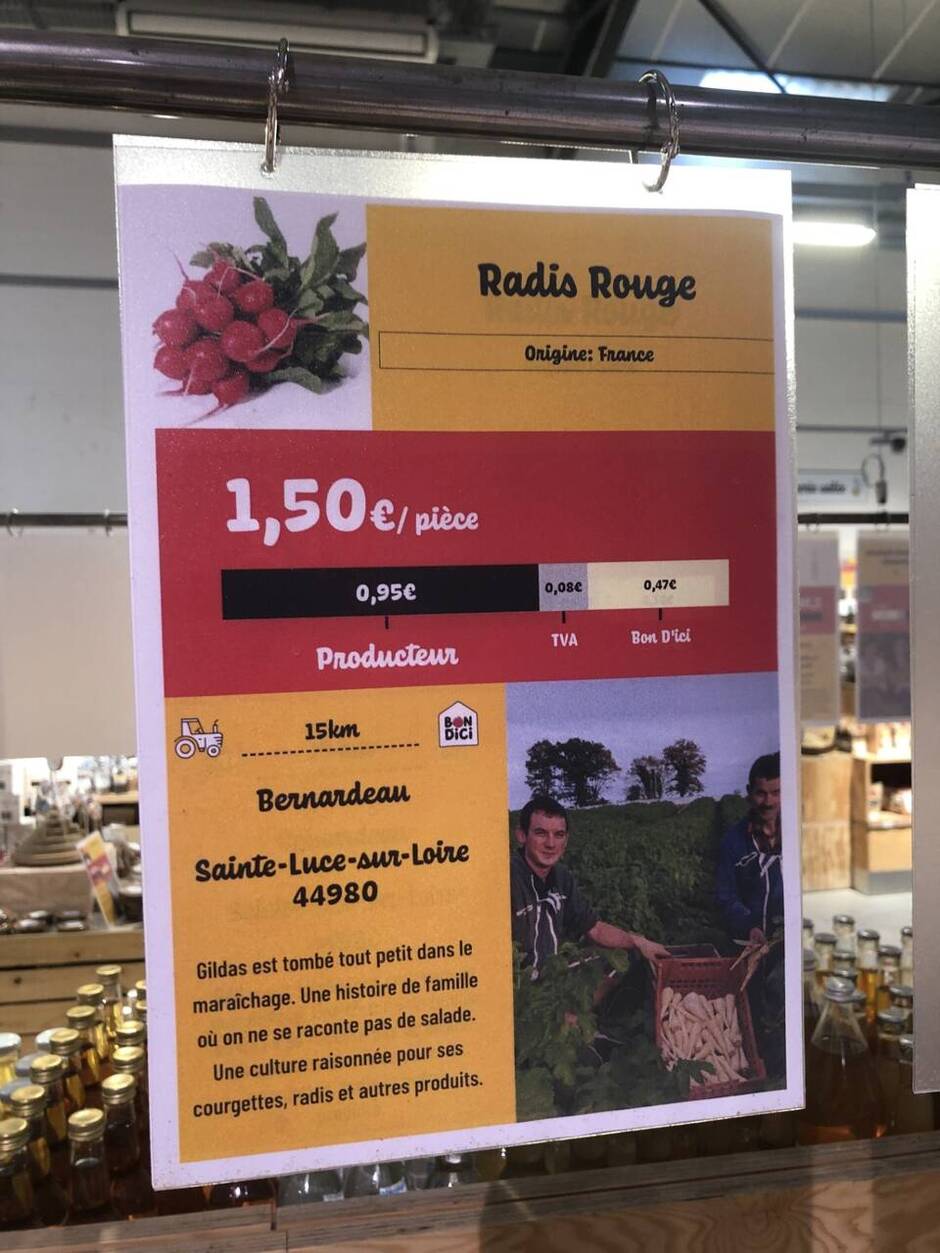 Radis Rouge
Origine: France
1,50€/ pièce
0,95€
0,08€
0,47€
Producteur
TVA
Bon D'ici
15km
BON
DICI
Bernardeau
Sainte-Luce-sur-Loire
44980
Gildas est tombé tout petit dans le
maraîchage. Une histoire de famille
où on ne se raconte pas de salade.
Une culture raisonnée pour ses
courgettes, radis et autres produits.